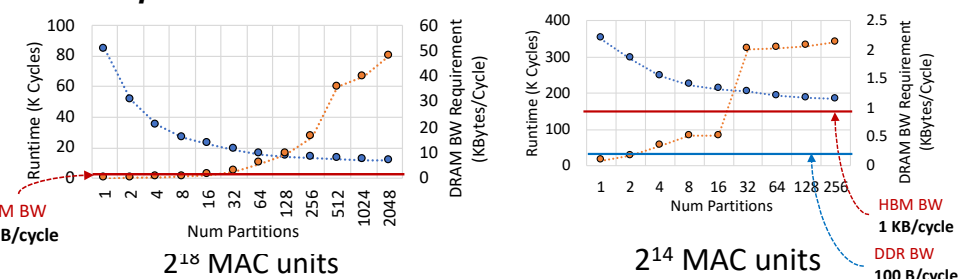 100
80
60
40
20
0
Runtime (K Cycles)
60
50
40
30
20
10
0
DRAM BW Requirement
(KBytes/Cycle)
1
2
4
8
16
32
64
128
256
512
1024
2048
Num Partitions
M BW
B/cycle
2¹⁸ MAC units
400
300
200
100
0
Runtime (K Cycles)
2.5
2
1.5
1
0.5
0
DRAM BW Requirement
(KBytes/Cycle)
1 2 4 8 16 32 64 128 256
Num Partitions
HBM BW
1 KB/cycle
DDR BW
100 B/cycle
2¹⁴ MAC units